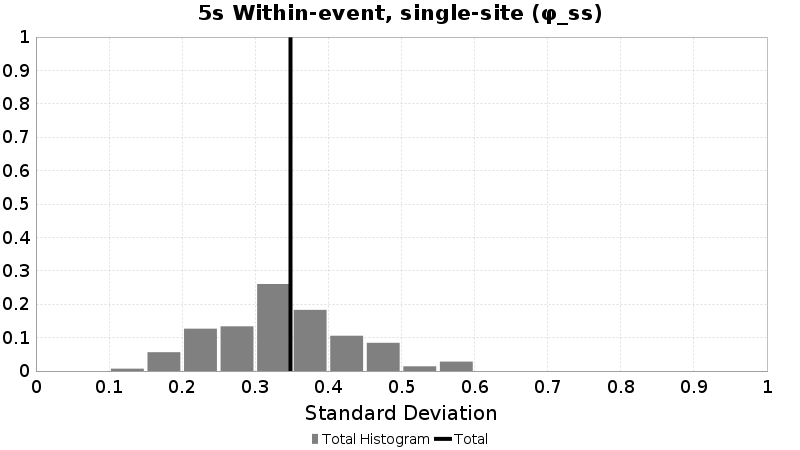 5s Within-event, single-site (φ_ss)
1
0.9
0.8
0.7
0.6
0.5
0.4
0.3
0.2
0.1
0
0 0.1 0.2 0.3 0.4 0.5 0.6 0.7 0.8 0.9 1
Standard Deviation
Total Histogram Total